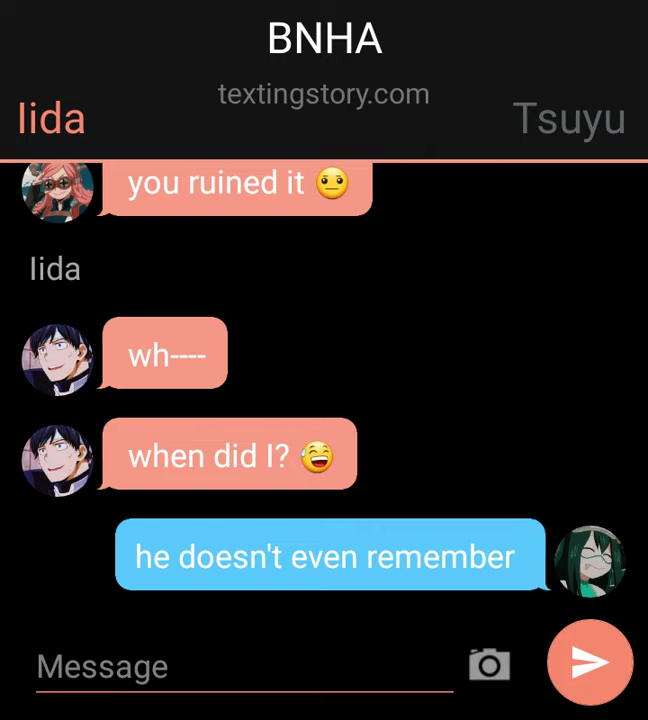 BNHA
textingstory.com
Iida
Tsuyu
you ruined it 😐
Iida
wh----
when did I? 😅
he doesn't even remember
Message